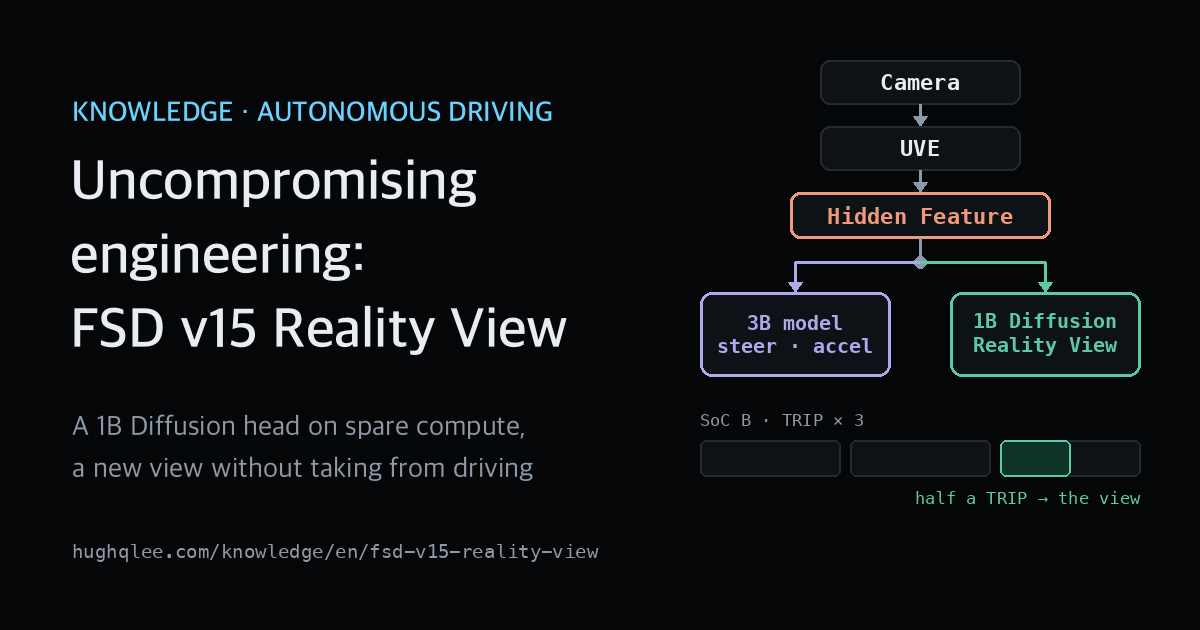 KNOWLEDGE · AUTONOMOUS DRIVING
Uncompromising
engineering:
FSD v15 Reality View
A 1B Diffusion head on spare compute,
a new view without taking from driving
hughqlee.com/knowledge/en/fsd-v15-reality-view
Camera
UVE
Hidden Feature
3B model
steer · accel
1B Diffusion
Reality View
SoC B · TRIP × 3
half a TRIP → the view